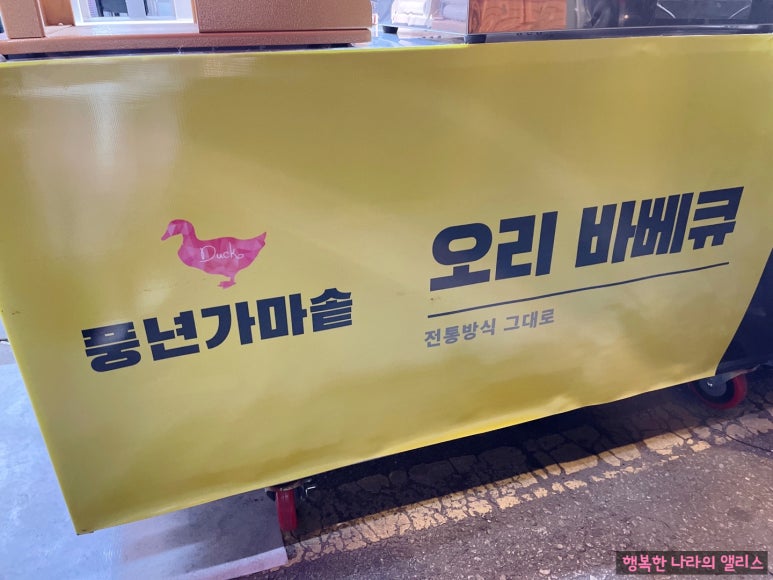 Duck
풍년가마솥
오리 바베큐
전통방식 그대로
행복한 나라의 앨리스